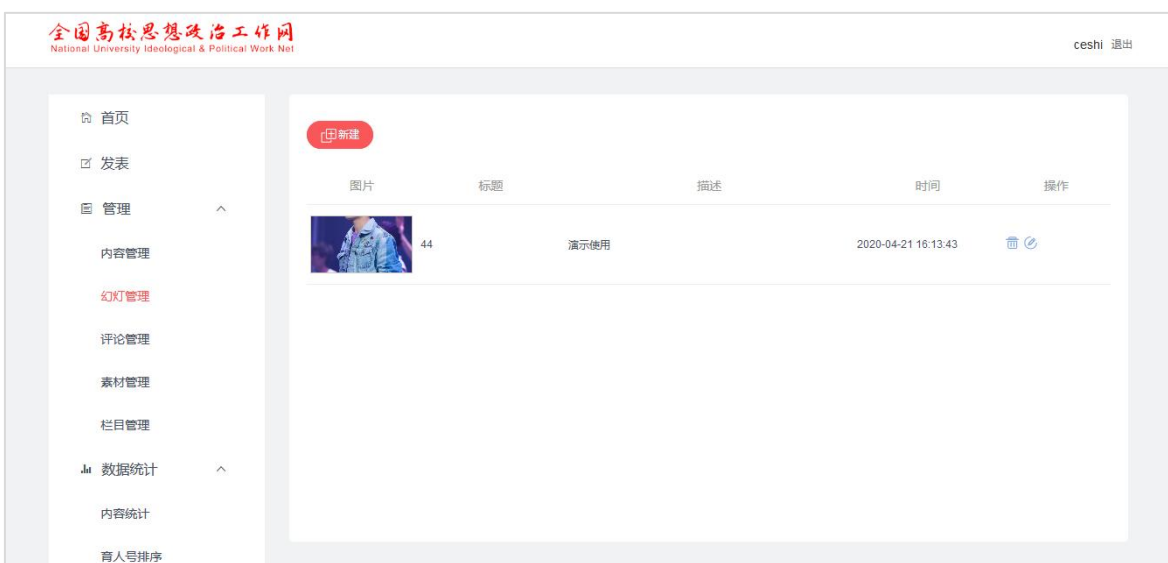 全国高校思想政治工作网
National University Ideological & Political Work Net
ceshi 退出
首页
发表
管理
内容管理
幻灯管理
评论管理
素材管理
栏目管理
数据统计
内容统计
育人号排序
新建
图片 标题 描述 时间 操作
44 演示使用 2020-04-21 16:13:43